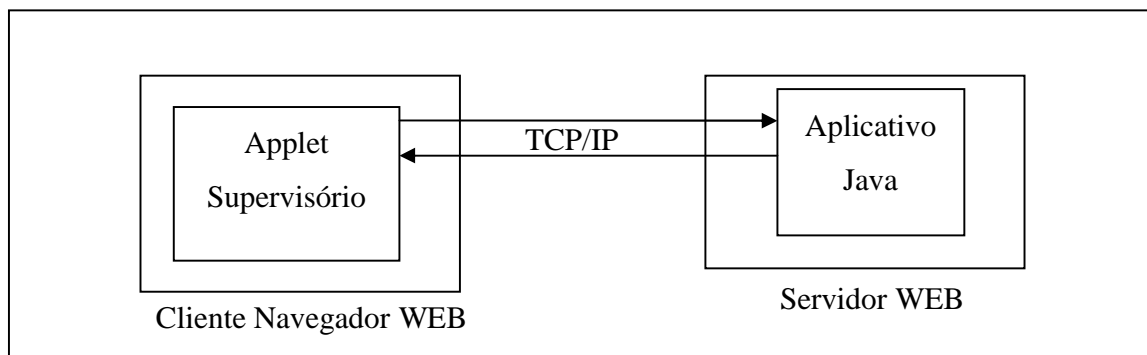 Applet
Supervisório
TCP/IP
Aplicativo
Java
Cliente Navegador WEB
Servidor WEB